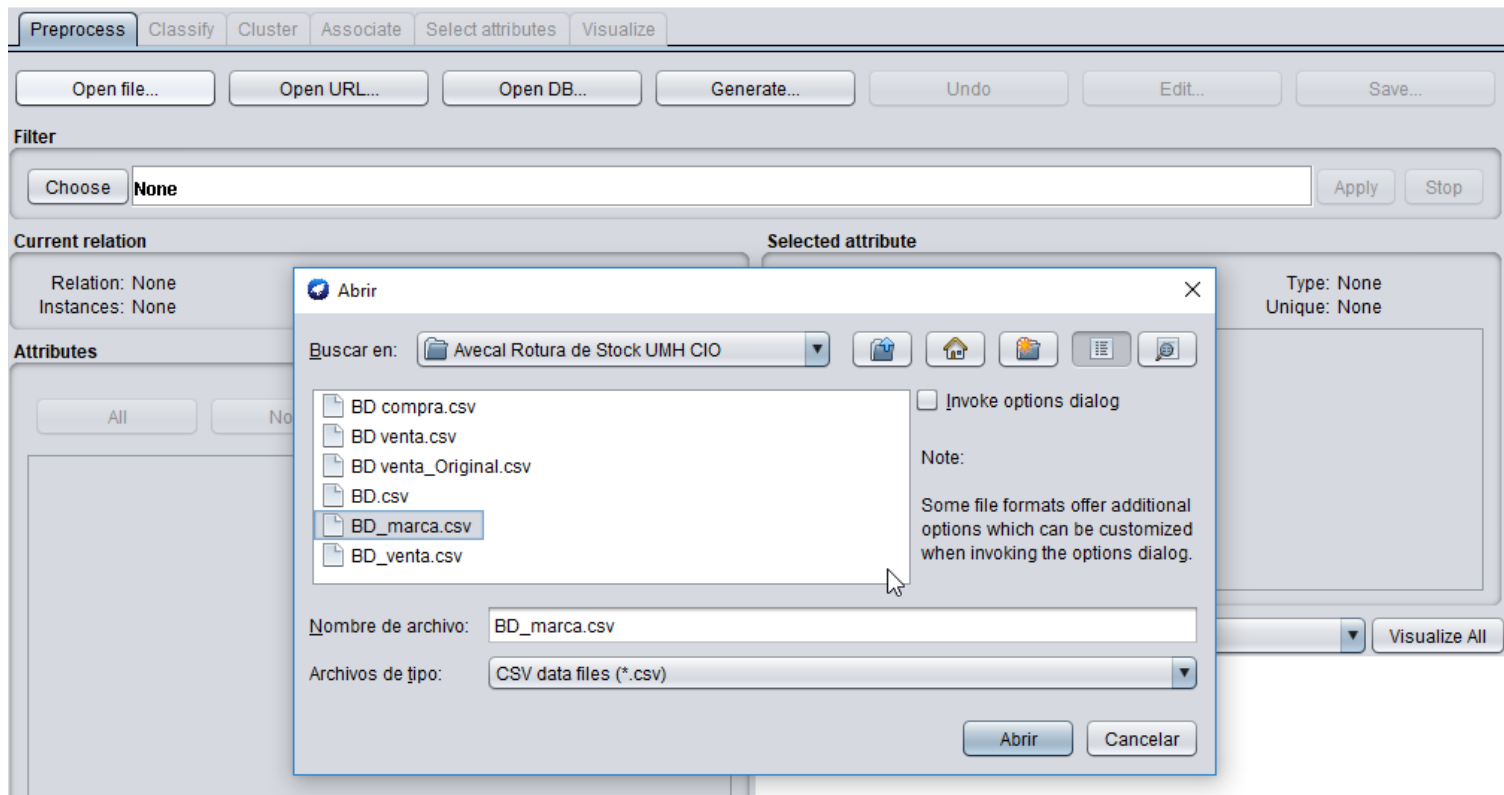 Preprocess Classify Cluster Associate Select attributes Visualize
Open file... Open URL... Open DB... Generate... Undo Edit... Save...
Filter
Choose None Apply Stop
Current relation Selected attribute
Relation: None Type: None
Instances: None Unique: None
Abrir
Attributes
Buscar en: Avecal Rotura de Stock UMH CIO
All No
BD compra.csv
BD venta.csv
BD venta_Original.csv
BD.csv
BD_marca.csv
BD_venta.csv
Invoke options dialog
Note:
Some file formats offer additional
options which can be customized
when invoking the options dialog.
Nombre de archivo: BD_marca.csv
Visualize All
Archivos de tipo: CSV data files (*.csv)
Abrir Cancelar